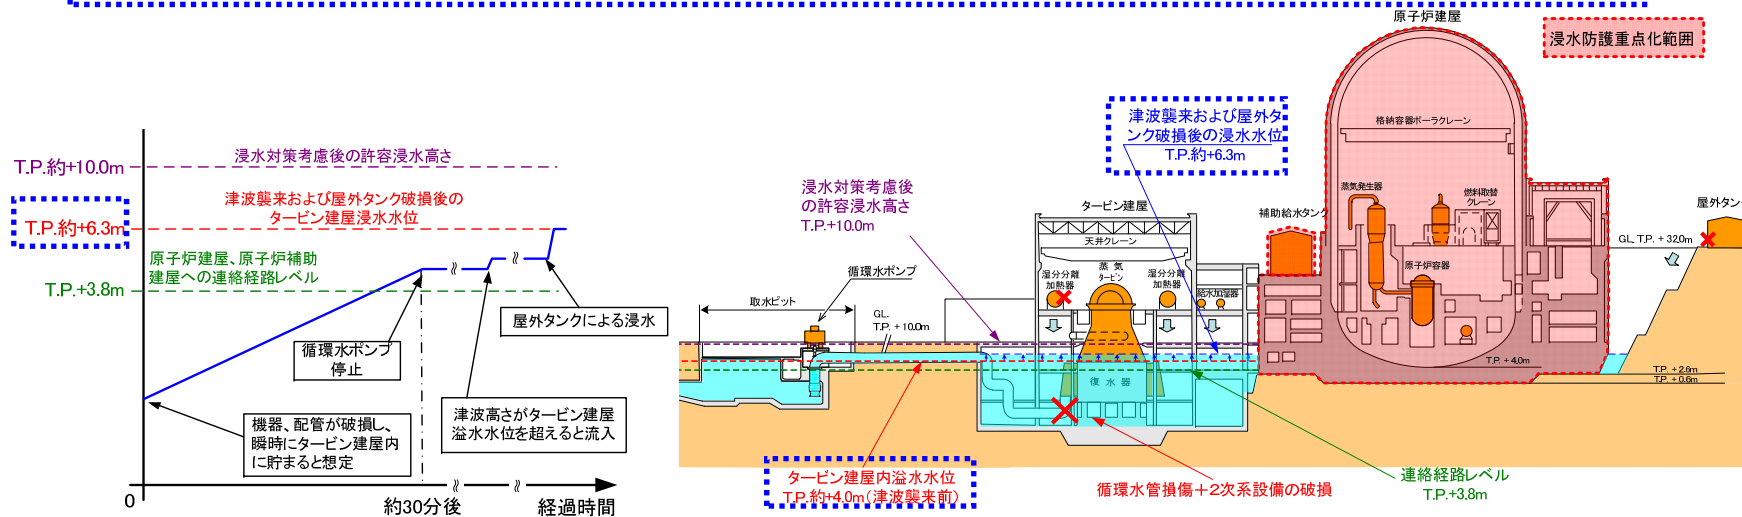 T.P.約+10.0m
浸水対策考慮後の許容浸水高さ
津波襲来および屋外タンク破損後の
タービン建屋浸水水位
T.P.約+6.3m
原子炉建屋、原子炉補助
建屋への連絡経路レベル
T.P.+3.8m
屋外タンクによる浸水
循環水ポンプ
停止
津波高さがタービン建屋
溢水水位を超えると流入
機器、配管が破損し、
瞬時にタービン建屋内
に貯まると想定
0
約30分後
経過時間
原子炉建屋
浸水防護重点化範囲
津波襲来および屋外タ
ンク破損後の浸水水位
T.P.約+6.3m
格納容器ポーラクレーン
浸水対策考慮後
の許容浸水高さ
T.P.+10.0m
タービン建屋
天井クレーン
蒸気発生器
燃料取替
クレーン
補助給水タンク
屋外タン
GL. T.P. + 32.0m
循環水ポンプ
湿分分離
加熱器
蒸 気
タービン
湿分分離
加熱器
給水加湿器
原子炉容器
取水ピット
GL.
T.P. + 10.0m
復 水 器
T.P. + 4.0m
T.P. + 2.6m
T.P. + 0.6m
タービン建屋内溢水水位
T.P.約+4.0m(津波襲来前)
循環水管損傷+2次系設備の破損
連絡経路レベル
T.P.+3.8m